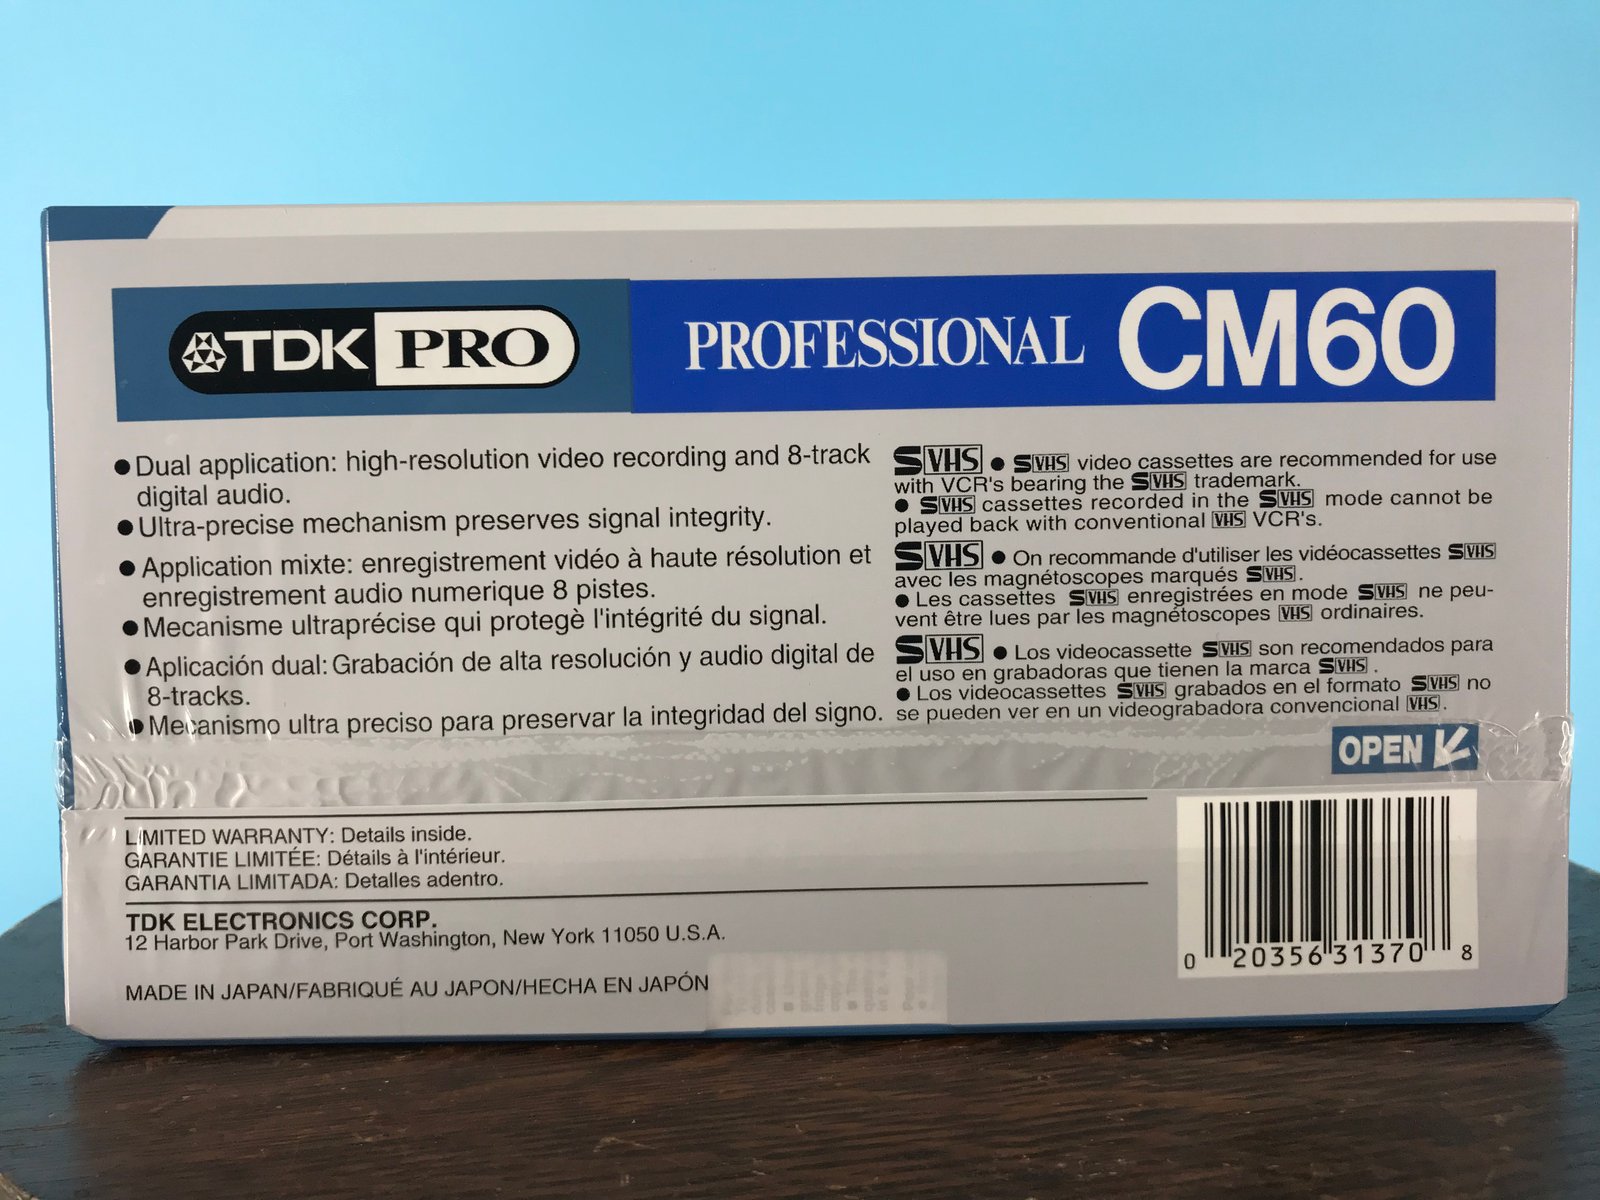 TDK PRO PROFESSIONAL CM60
● Dual application: high-resolution video recording and 8-track
digital audio.
● Ultra-precise mechanism preserves signal integrity.
● Application mixte: enregistrement vidéo à haute résolution et
enregistrement audio numerique 8 pistes.
● Mecanisme ultraprécise qui protegè l'intégrité du signal.
● Aplicación dual: Grabación de alta resolución y audio digital de
8-tracks.
● Mecanismo ultra preciso para preservar la integridad del signo.
SVHS ● SVHS video cassettes are recommended for use
with VCR's bearing the SVHS trademark.
● SVHS cassettes recorded in the SVHS mode cannot be
played back with conventional VHS VCR's.
SVHS ● On recommande d'utiliser les vidéocassettes SVHS
avec les magnétoscopes marqués SVHS.
● Les cassettes SVHS enregistrées en mode SVHS ne peu-
vent être lues par les magnétoscopes VHS ordinaires.
SVHS ● Los videocassette SVHS son recomendados para
el uso en grabadoras que tienen la marca SVHS.
● Los videocassettes SVHS grabados en el formato SVHS no
se pueden ver en un videograbadora convencional VHS.
OPEN
LIMITED WARRANTY: Details inside.
GARANTIE LIMITÉE: Détails à l'intérieur.
GARANTIA LIMITADA: Detalles adentro.
TDK ELECTRONICS CORP.
12 Harbor Park Drive, Port Washington, New York 11050 U.S.A.
MADE IN JAPAN/FABRIQUÉ AU JAPON/HECHA EN JAPÓN
0 20356 31370 8